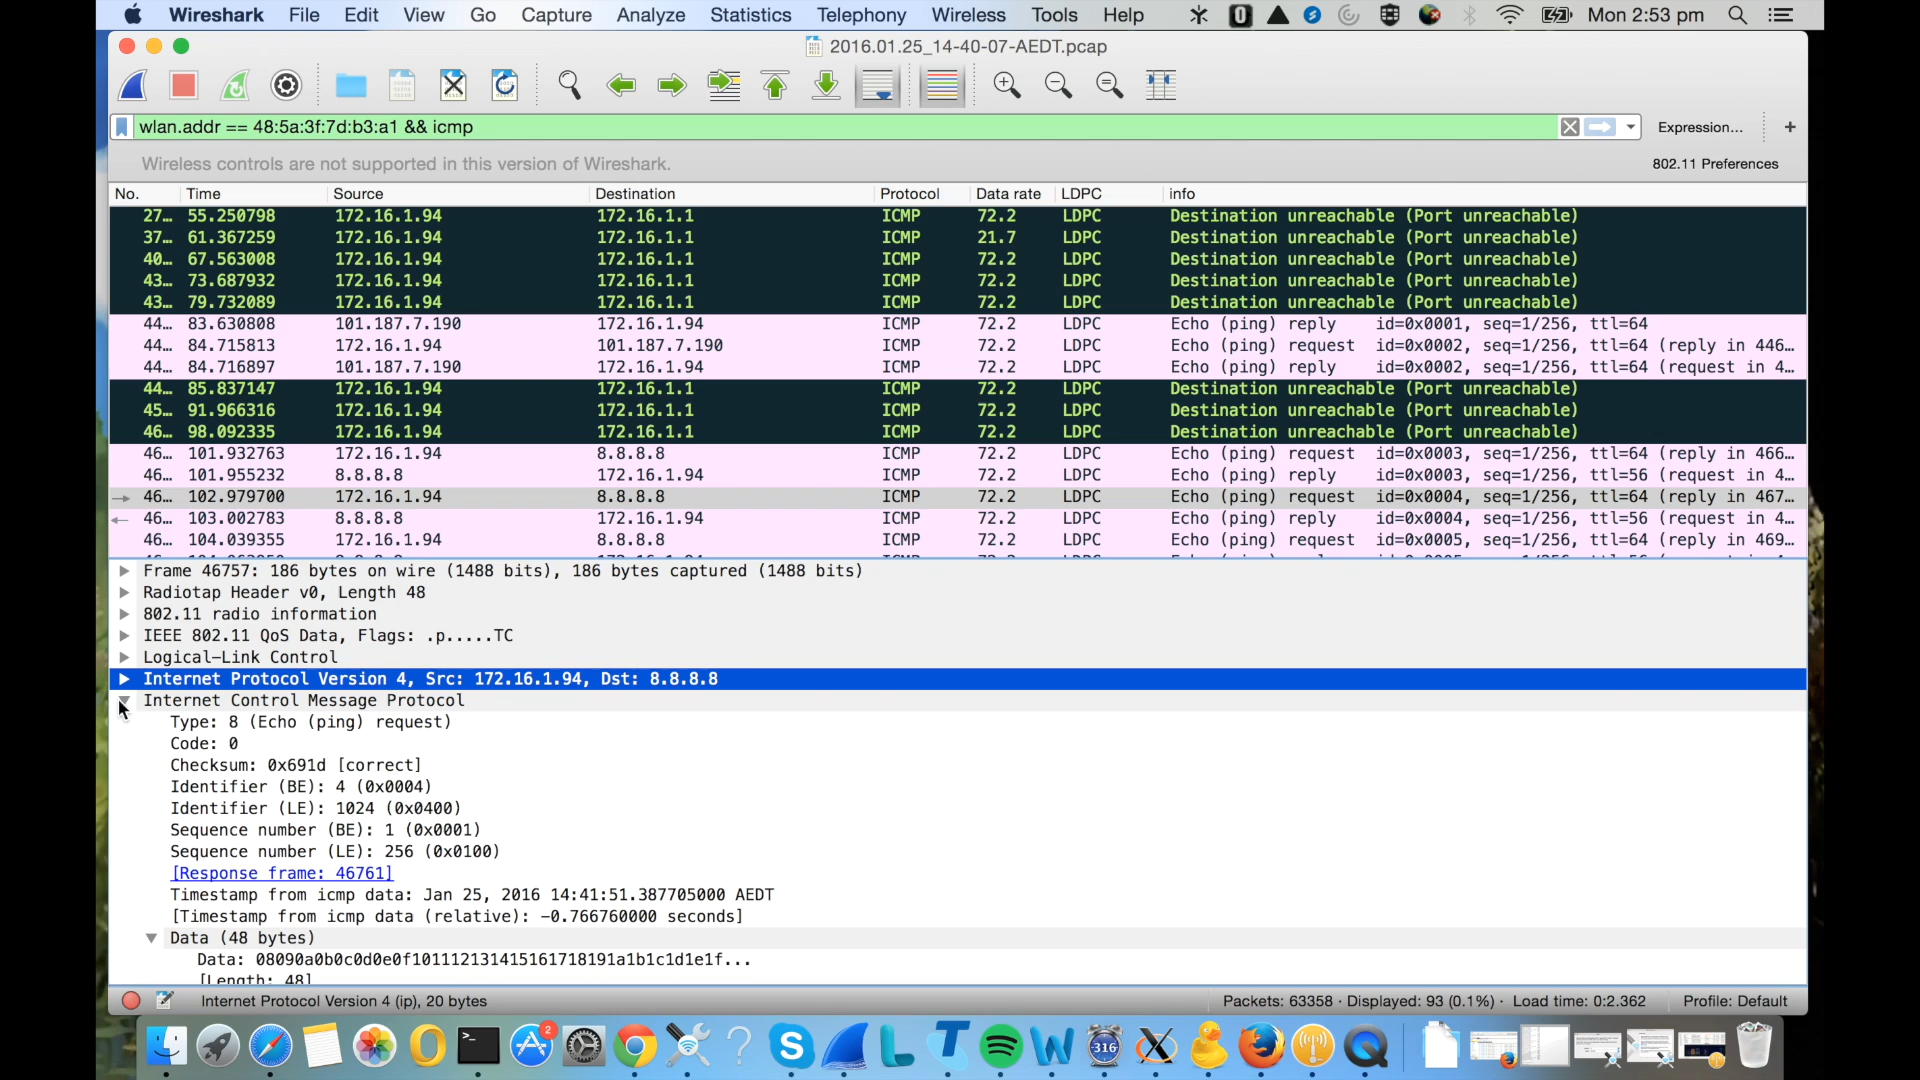 Wireshark File Edit View Go Capture Analyze Statistics Telephony Wireless Tools Help Mon 2:53 pm
2016.01.25_14-40-07-AEDT.pcap
wlan.addr == 48:5a:3f:7d:b3:a1 && icmp Expression... +
Wireless controls are not supported in this version of Wireshark. 802.11 Preferences
No. Time Source Destination Protocol Data rate LDPC info
27… 55.250798 172.16.1.94 172.16.1.1 ICMP 72.2 LDPC Destination unreachable (Port unreachable)
37… 61.367259 172.16.1.94 172.16.1.1 ICMP 21.7 LDPC Destination unreachable (Port unreachable)
40… 67.563008 172.16.1.94 172.16.1.1 ICMP 72.2 LDPC Destination unreachable (Port unreachable)
43… 73.687932 172.16.1.94 172.16.1.1 ICMP 72.2 LDPC Destination unreachable (Port unreachable)
43… 79.732089 172.16.1.94 172.16.1.1 ICMP 72.2 LDPC Destination unreachable (Port unreachable)
44… 83.630808 101.187.7.190 172.16.1.94 ICMP 72.2 LDPC Echo (ping) reply id=0x0001, seq=1/256, ttl=64
44… 84.715813 172.16.1.94 101.187.7.190 ICMP 72.2 LDPC Echo (ping) request id=0x0002, seq=1/256, ttl=64 (reply in 446…
44… 84.716897 101.187.7.190 172.16.1.94 ICMP 72.2 LDPC Echo (ping) reply id=0x0002, seq=1/256, ttl=64 (request in 4…
44… 85.837147 172.16.1.94 172.16.1.1 ICMP 72.2 LDPC Destination unreachable (Port unreachable)
45… 91.966316 172.16.1.94 172.16.1.1 ICMP 72.2 LDPC Destination unreachable (Port unreachable)
46… 98.092335 172.16.1.94 172.16.1.1 ICMP 72.2 LDPC Destination unreachable (Port unreachable)
46… 101.932763 172.16.1.94 8.8.8.8 ICMP 72.2 LDPC Echo (ping) request id=0x0003, seq=1/256, ttl=64 (reply in 466…
46… 101.955232 8.8.8.8 172.16.1.94 ICMP 72.2 LDPC Echo (ping) reply id=0x0003, seq=1/256, ttl=56 (request in 4…
46… 102.979700 172.16.1.94 8.8.8.8 ICMP 72.2 LDPC Echo (ping) request id=0x0004, seq=1/256, ttl=64 (reply in 467…
46… 103.002783 8.8.8.8 172.16.1.94 ICMP 72.2 LDPC Echo (ping) reply id=0x0004, seq=1/256, ttl=56 (request in 4…
46… 104.039355 172.16.1.94 8.8.8.8 ICMP 72.2 LDPC Echo (ping) request id=0x0005, seq=1/256, ttl=64 (reply in 469…
Frame 46757: 186 bytes on wire (1488 bits), 186 bytes captured (1488 bits)
Radiotap Header v0, Length 48
802.11 radio information
IEEE 802.11 QoS Data, Flags: .p.....TC
Logical-Link Control
Internet Protocol Version 4, Src: 172.16.1.94, Dst: 8.8.8.8
Internet Control Message Protocol
Type: 8 (Echo (ping) request)
Code: 0
Checksum: 0x691d [correct]
Identifier (BE): 4 (0x0004)
Identifier (LE): 1024 (0x0400)
Sequence number (BE): 1 (0x0001)
Sequence number (LE): 256 (0x0100)
[Response frame: 46761]
Timestamp from icmp data: Jan 25, 2016 14:41:51.387705000 AEDT
[Timestamp from icmp data (relative): -0.766760000 seconds]
Data (48 bytes)
Data: 08090a0b0c0d0e0f101112131415161718191a1b1c1d1e1f...
[Length: 48]
Internet Protocol Version 4 (ip), 20 bytes Packets: 63358 · Displayed: 93 (0.1%) · Load time: 0:2.362 Profile: Default
2
316